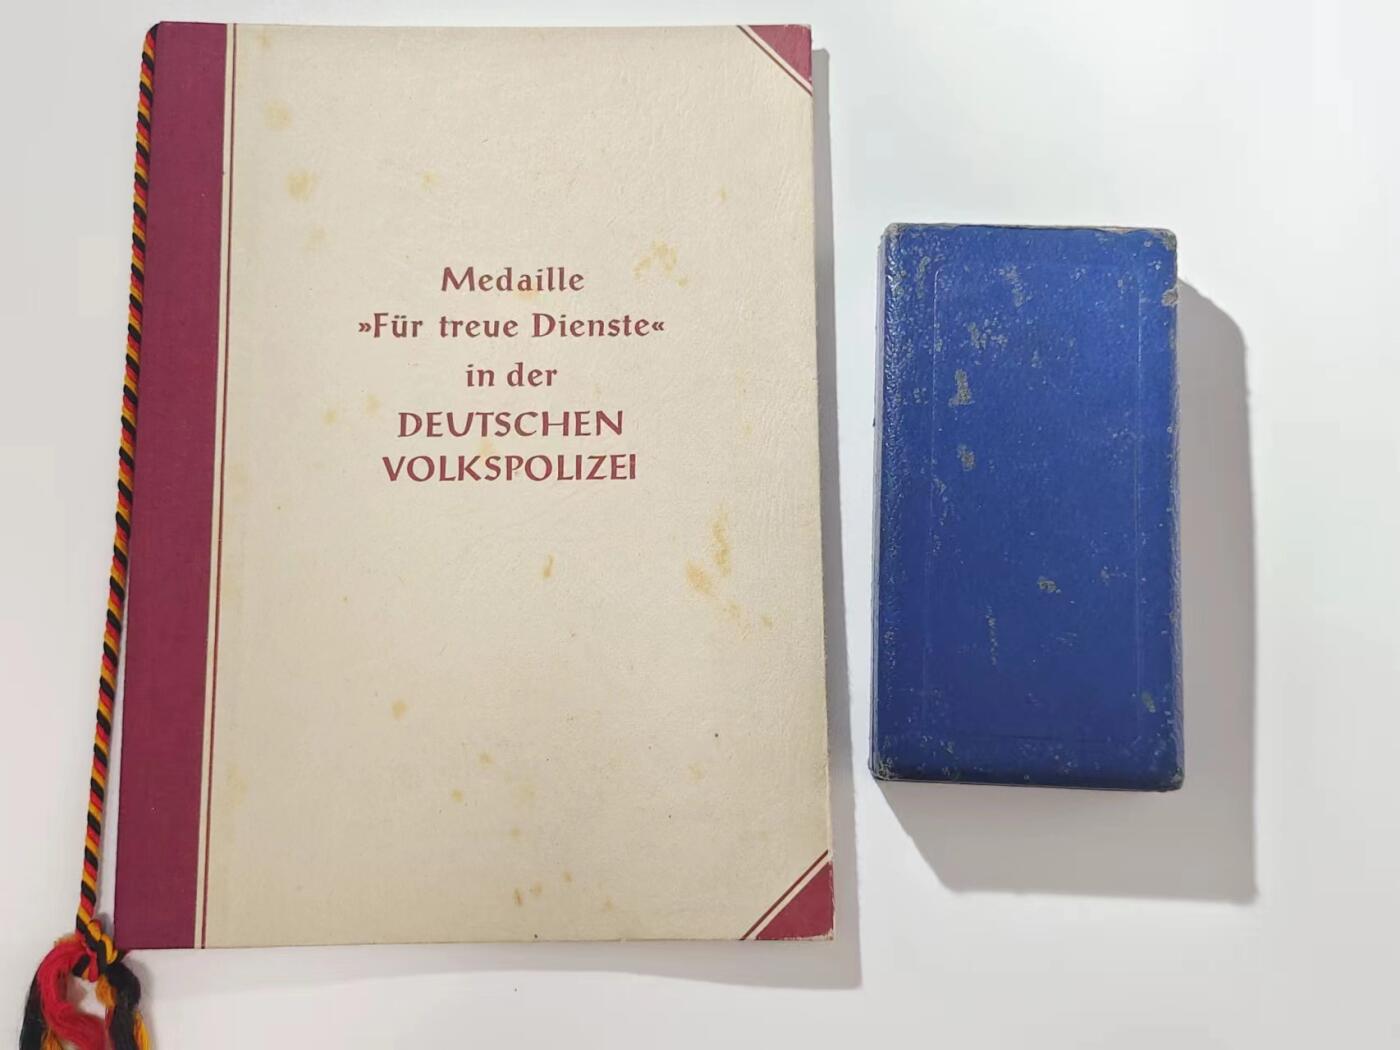 Medaille
»Für treue Dienste«
in der
DEUTSCHEN
VOLKSPOLIZEI